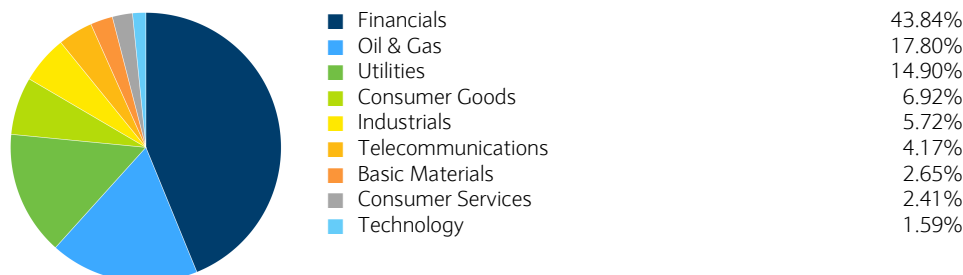 Financials 43.84%
Oil & Gas 17.80%
Utilities 14.90%
Consumer Goods 6.92%
Industrials 5.72%
Telecommunications 4.17%
Basic Materials 2.65%
Consumer Services 2.41%
Technology 1.59%